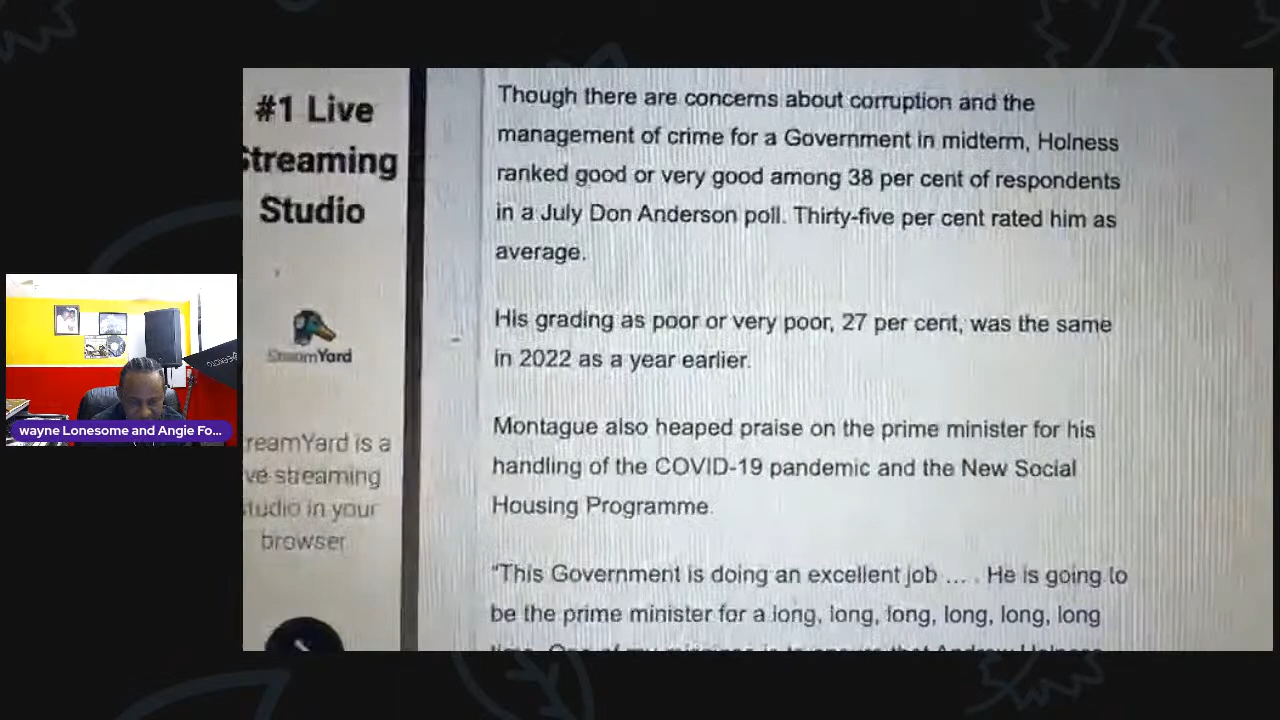 #1 Live
Streaming
Studio
StreamYard
reamYard is a
ve streaming
tudio in your
browser
Though there are concerns about corruption and the
management of crime for a Government in midterm, Holness
ranked good or very good among 38 per cent of respondents
in a July Don Anderson poll. Thirty-five per cent rated him as
average.
His grading as poor or very poor, 27 per cent, was the same
in 2022 as a year earlier.
Montague also heaped praise on the prime minister for his
handling of the COVID-19 pandemic and the New Social
Housing Programme.
“This Government is doing an excellent job ... . He is going to
be the prime minister for a long, long, long, long, long, long
wayne Lonesome and Angie Fo...